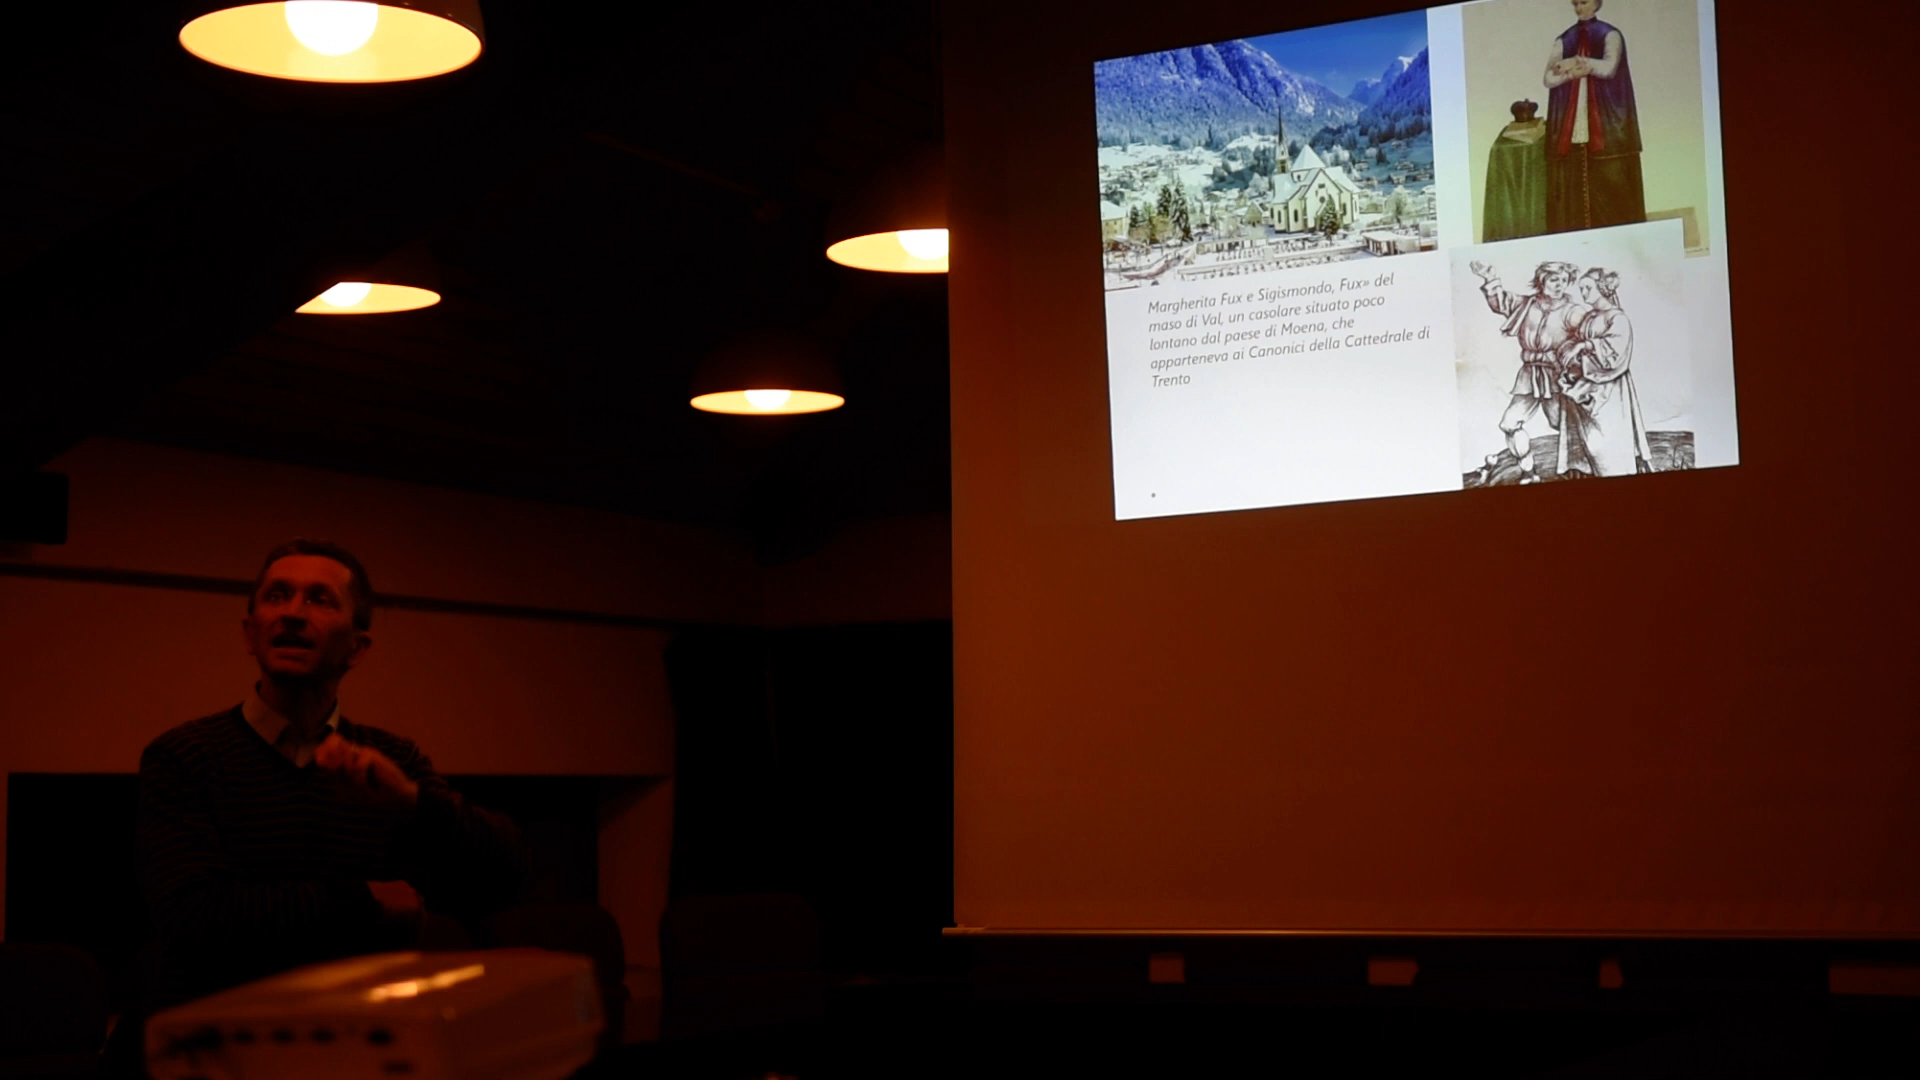 Margherita Fux e Sigismondo, Fux» del
maso di Val, un casolare situato poco
lontano dal paese di Moena, che
apparteneva ai Canonici della Cattedrale di
Trento